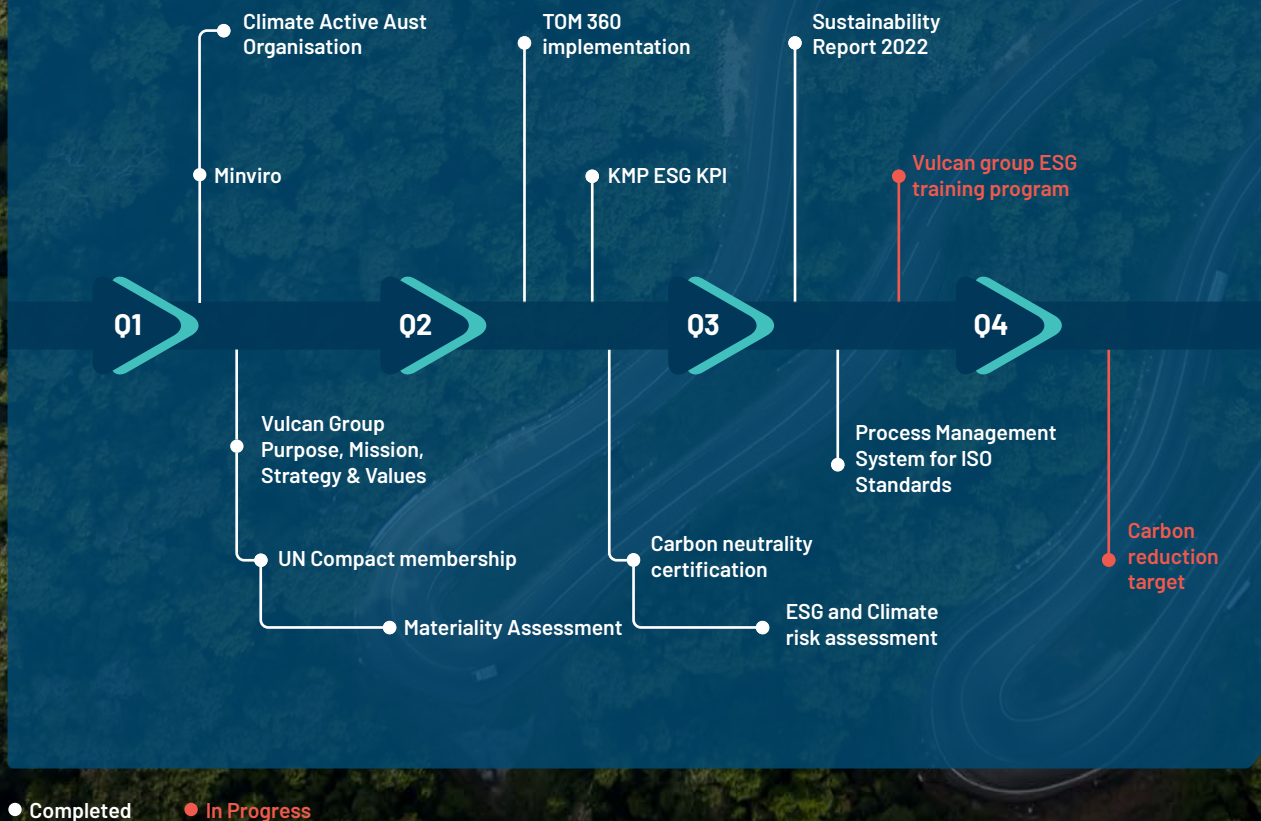 Climate Active Aust
Organisation
TOM 360
implementation
Sustainability
Report 2022
Minviro
KMP ESG KPI
Vulcan group ESG
training program
Q1
Q2
Q3
Q4
Vulcan Group
Purpose, Mission,
Strategy & Values
Process Management
System for ISO
Standards
UN Compact membership
Carbon neutrality
certification
Carbon
reduction
target
Materiality Assessment
ESG and Climate
risk assessment
Completed
In Progress